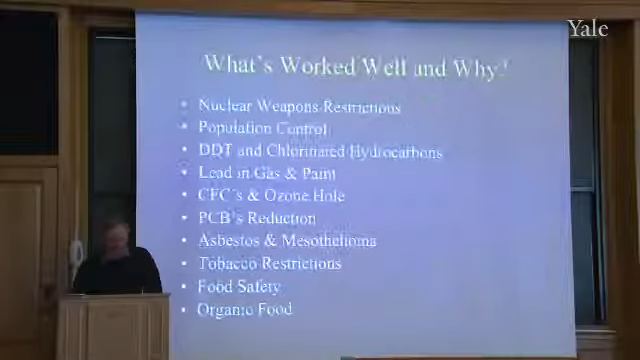 Yale
What's Worked Well and Why?
• Nuclear Weapons Restrictions
• Population Control
• DDT and Chlorinated Hydrocarbons
• Lead in Gas & Paint
• CFC's & Ozone Hole
• PCB's Reduction
• Asbestos & Mesothelioma
• Tobacco Restrictions
• Food Safety
• Organic Food